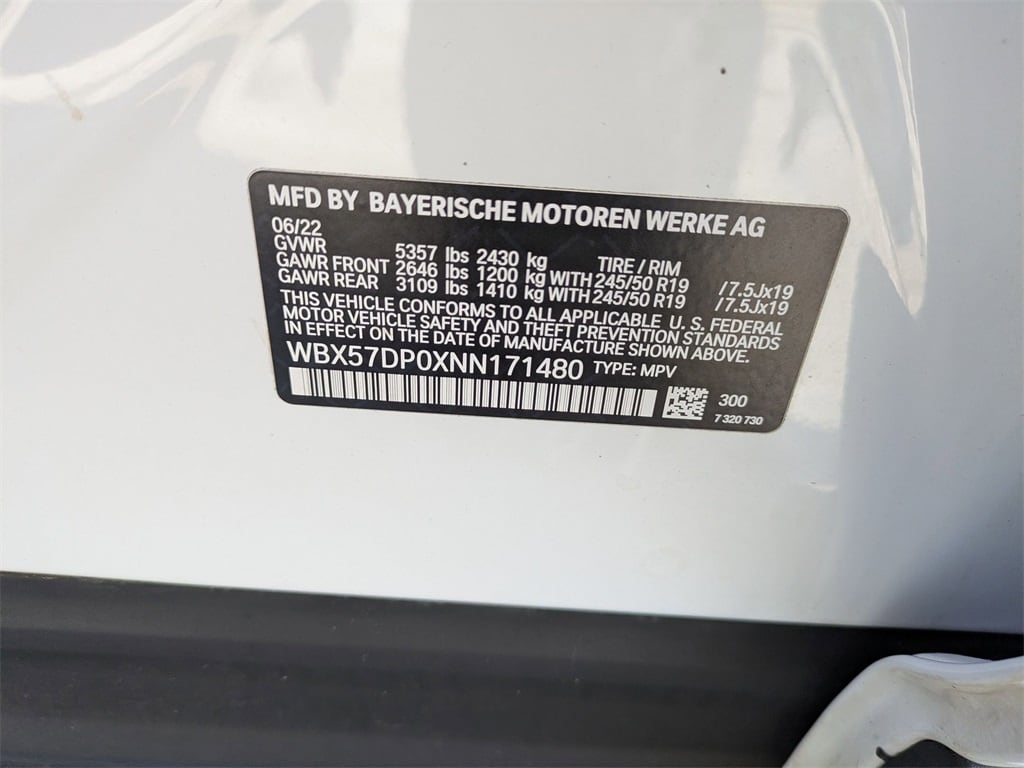 MFD BY BAYERISCHE MOTOREN WERKE AG
06/22
GVWR 5357 lbs 2430 kg TIRE / RIM
GAWR FRONT 2646 lbs 1200 kg WITH 245/50 R19 /7.5Jx19
GAWR REAR 3109 lbs 1410 kg WITH 245/50 R19 /7.5Jx19
THIS VEHICLE CONFORMS TO ALL APPLICABLE U. S. FEDERAL
MOTOR VEHICLE SAFETY AND THEFT PREVENTION STANDARDS
IN EFFECT ON THE DATE OF MANUFACTURE SHOWN ABOVE.
WBX57DP0XNN171480 TYPE: MPV
300
7 320 730